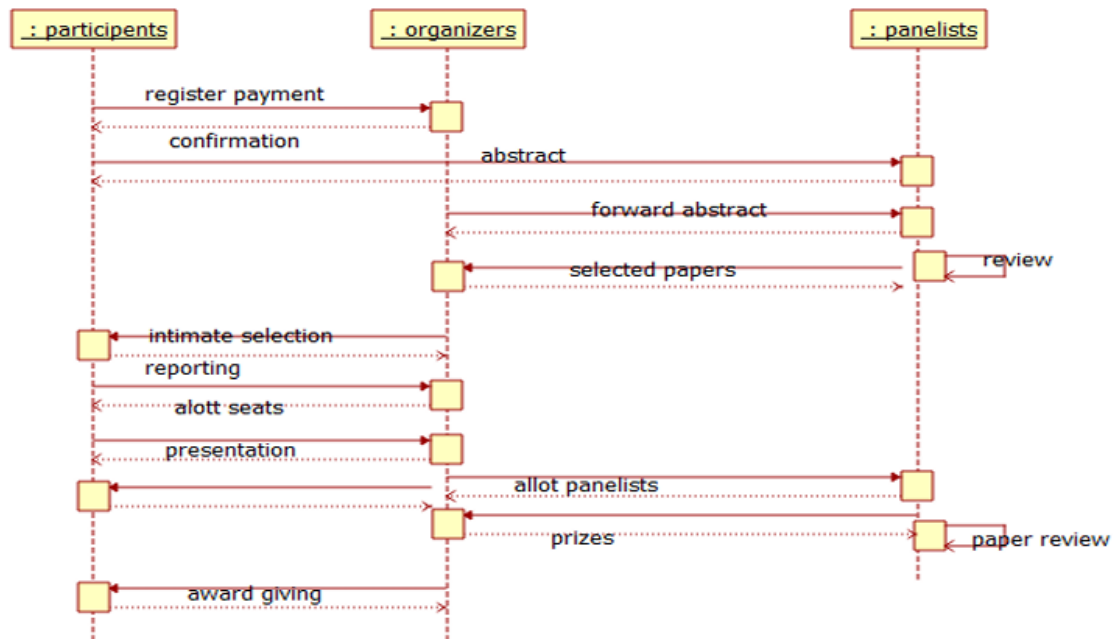 : participents
: organizers
: panelists
register payment
confirmation
abstract
forward abstract
review
selected papers
intimate selection
reporting
alott seats
presentation
allot panelists
prizes
paper review
award giving